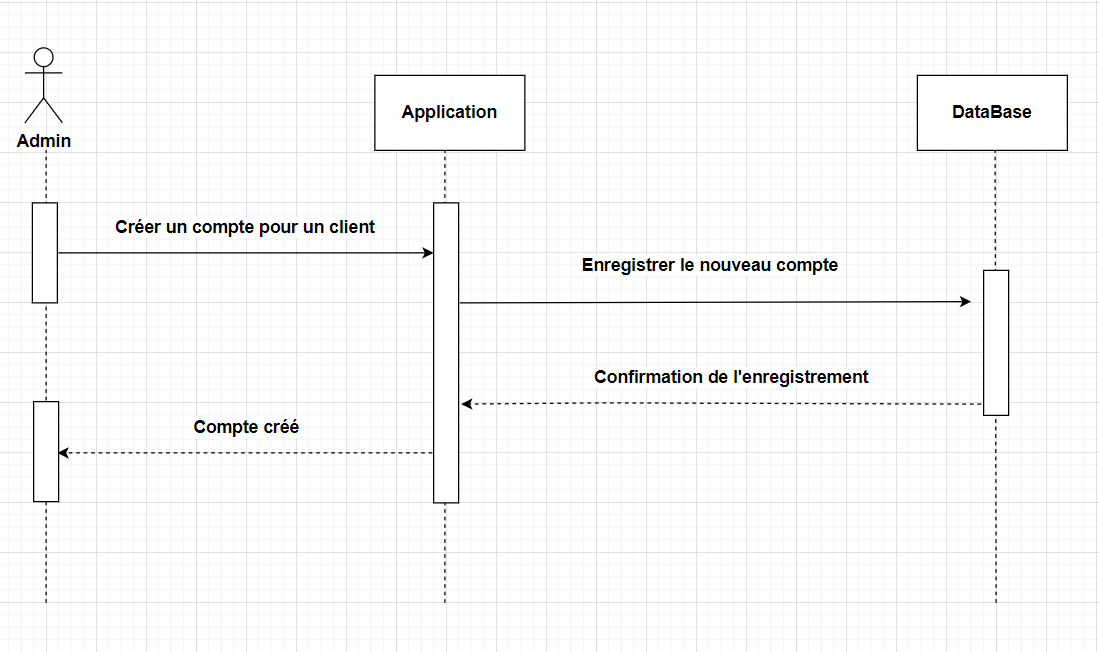 Admin
Application
DataBase
Créer un compte pour un client
Enregistrer le nouveau compte
Confirmation de l'enregistrement
Compte créé